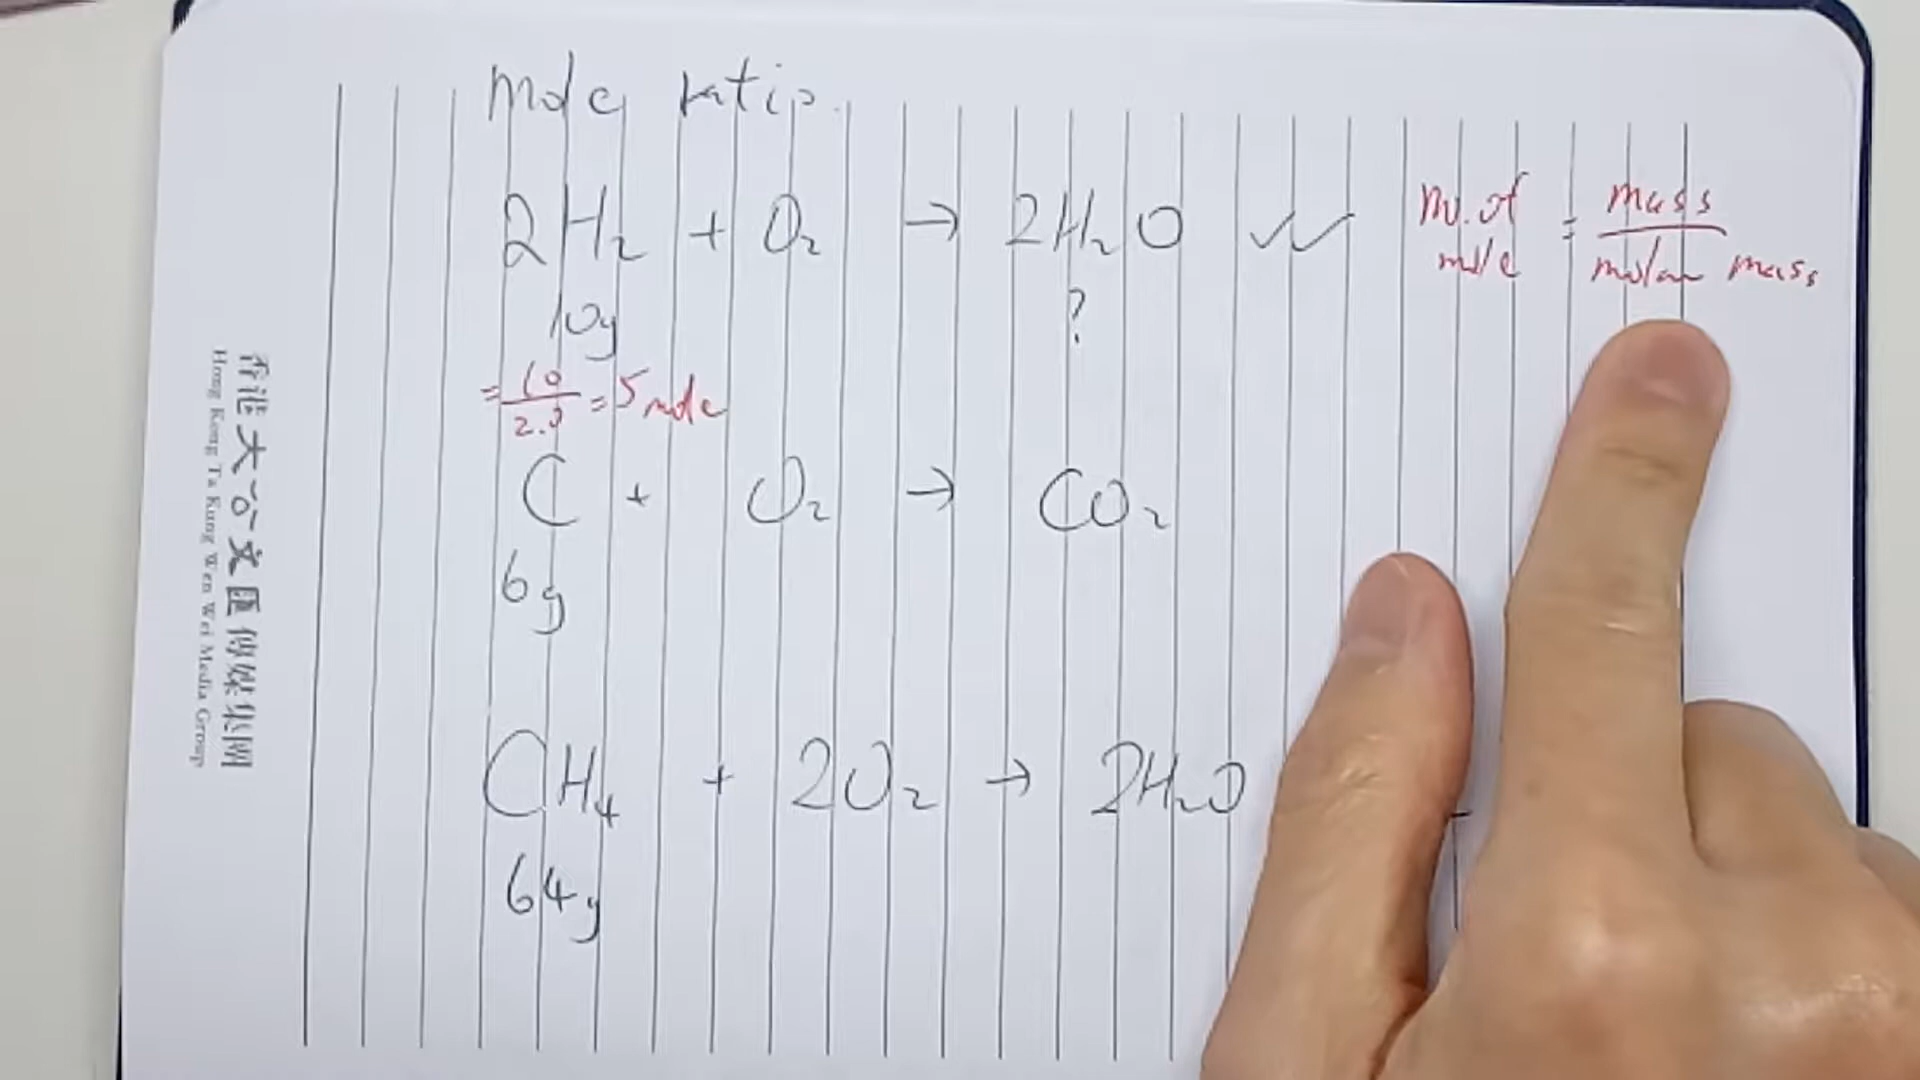 mole ratio.
2H₂ + O₂ → 2H₂O ✓✓
no. of mole = mass / molar mass
10g ?
= 10 / 2.0 = 5 mole
C + O₂ → CO₂
6g
CH₄ + 2O₂ → 2H₂O
64g
香港大公文匯傳媒集團
Hong Kong Ta Kung Wen Wei Media Group